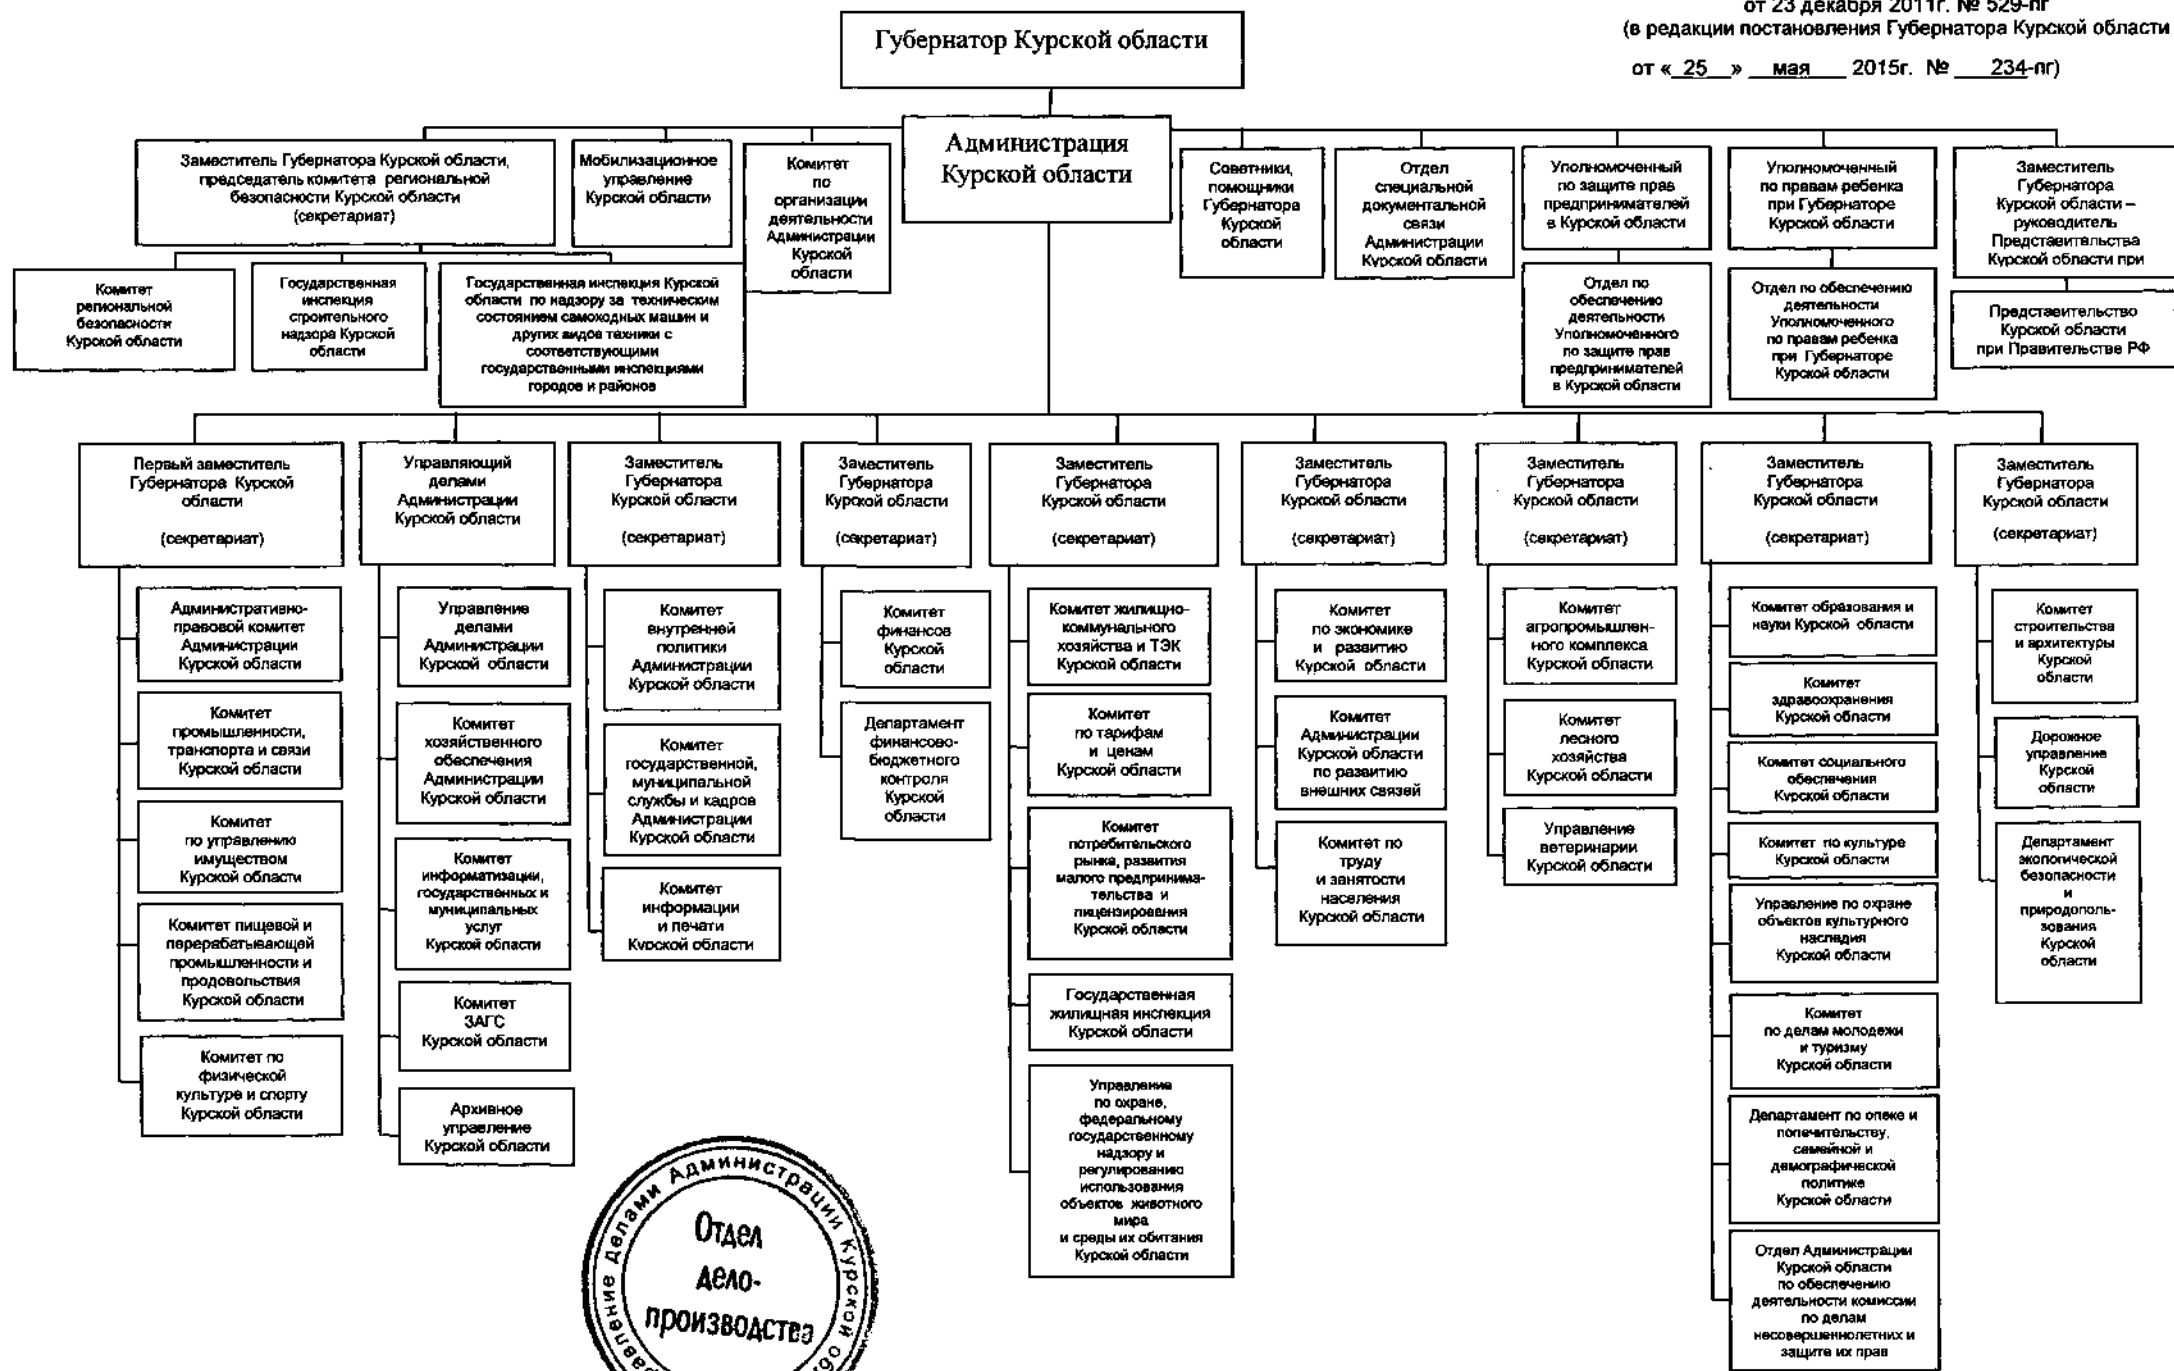 от 23 декабря 2011г. № 529-пг
(в редакции постановления Губернатора Курской области
от « 25 » мая 2015г. № 234-пг)
Губернатор Курской области
Администрация
Курской области
Заместитель Губернатора Курской области,
председатель комитета региональной
безопасности Курской области
(секретариат)
Мобилизационное
управление
Курской области
Комитет
по
организации
деятельности
Администрации
Курской
области
Советники,
помощники
Губернатора
Курской
области
Отдел
специальной
документальной
связи
Администрации
Курской области
Уполномоченный
по защите прав
предпринимателей
в Курской области
Уполномоченный
по правам ребенка
при Губернаторе
Курской области
Заместитель
Губернатора
Курской области –
руководитель
Представительства
Курской области при
Комитет
региональной
безопасности
Курской области
Государственная
инспекция
строительного
надзора Курской
области
Государственная инспекция Курской
области по надзору за техническим
состоянием самоходных машин и
других видов техники с
соответствующими
государственными инспекциями
городов и районов
Отдел по
обеспечению
деятельности
Уполномоченного
по защите прав
предпринимателей
в Курской области
Отдел по обеспечению
деятельности
Уполномоченного
по правам ребенка
при Губернаторе
Курской области
Представительство
Курской области
при Правительстве РФ
Первый заместитель
Губернатора Курской
области
(секретариат)
Управляющий
делами
Администрации
Курской области
Заместитель
Губернатора
Курской области
(секретариат)
Заместитель
Губернатора
Курской области
(секретариат)
Заместитель
Губернатора
Курской области
(секретариат)
Заместитель
Губернатора
Курской области
(секретариат)
Заместитель
Губернатора
Курской области
(секретариат)
Заместитель
Губернатора
Курской области
(секретариат)
Заместитель
Губернатора
Курской области
(секретариат)
Административно-
правовой комитет
Администрации
Курской области
Комитет
промышленности,
транспорта и связи
Курской области
Комитет
по управлению
имуществом
Курской области
Комитет пищевой и
перерабатывающей
промышленности и
продовольствия
Курской области
Комитет по
физической
культуре и спорту
Курской области
Управление
делами
Администрации
Курской области
Комитет
хозяйственного
обеспечения
Администрации
Курской области
Комитет
информатизации,
государственных и
муниципальных
услуг
Курской области
Комитет
ЗАГС
Курской области
Архивное
управление
Курской области
Комитет
внутренней
политики
Администрации
Курской области
Комитет
государственной,
муниципальной
службы и кадров
Администрации
Курской области
Комитет
информации
и печати
Курской области
Комитет
финансов
Курской
области
Департамент
финансово-
бюджетного
контроля
Курской
области
Комитет жилищно-
коммунального
хозяйства и ТЭК
Курской области
Комитет
по тарифам
и ценам
Курской области
Комитет
потребительского
рынка, развития
малого предпринима-
тельства и
лицензирования
Курской области
Государственная
жилищная инспекция
Курской области
Управление
по охране,
федеральному
государственному
надзору и
регулированию
использования
объектов животного
мира
и среды их обитания
Курской области
Комитет
по экономике
и развитию
Курской области
Комитет
Администрации
Курской области
по развитию
внешних связей
Комитет по
труду
и занятости
населения
Курской области
Комитет
агропромышлен-
ного комплекса
Курской области
Комитет
лесного
хозяйства
Курской области
Управление
ветеринарии
Курской области
Комитет образования и
науки Курской области
Комитет
здравоохранения
Курской области
Комитет социального
обеспечения
Курской области
Комитет по культуре
Курской области
Управление по охране
объектов культурного
наследия
Курской области
Комитет
по делам молодежи
и туризму
Курской области
Департамент по опеке и
попечительству,
семейной и
демографической
политике
Курской области
Отдел Администрации
Курской области
по обеспечению
деятельности комиссии
по делам
несовершеннолетних и
защите их прав
Комитет
строительства
и архитектуры
Курской
области
Дорожное
управление
Курской
области
Департамент
экологической
безопасности
и
природополь-
зования
Курской
области
делами Администрации Курской
Отдел
дело-
производства